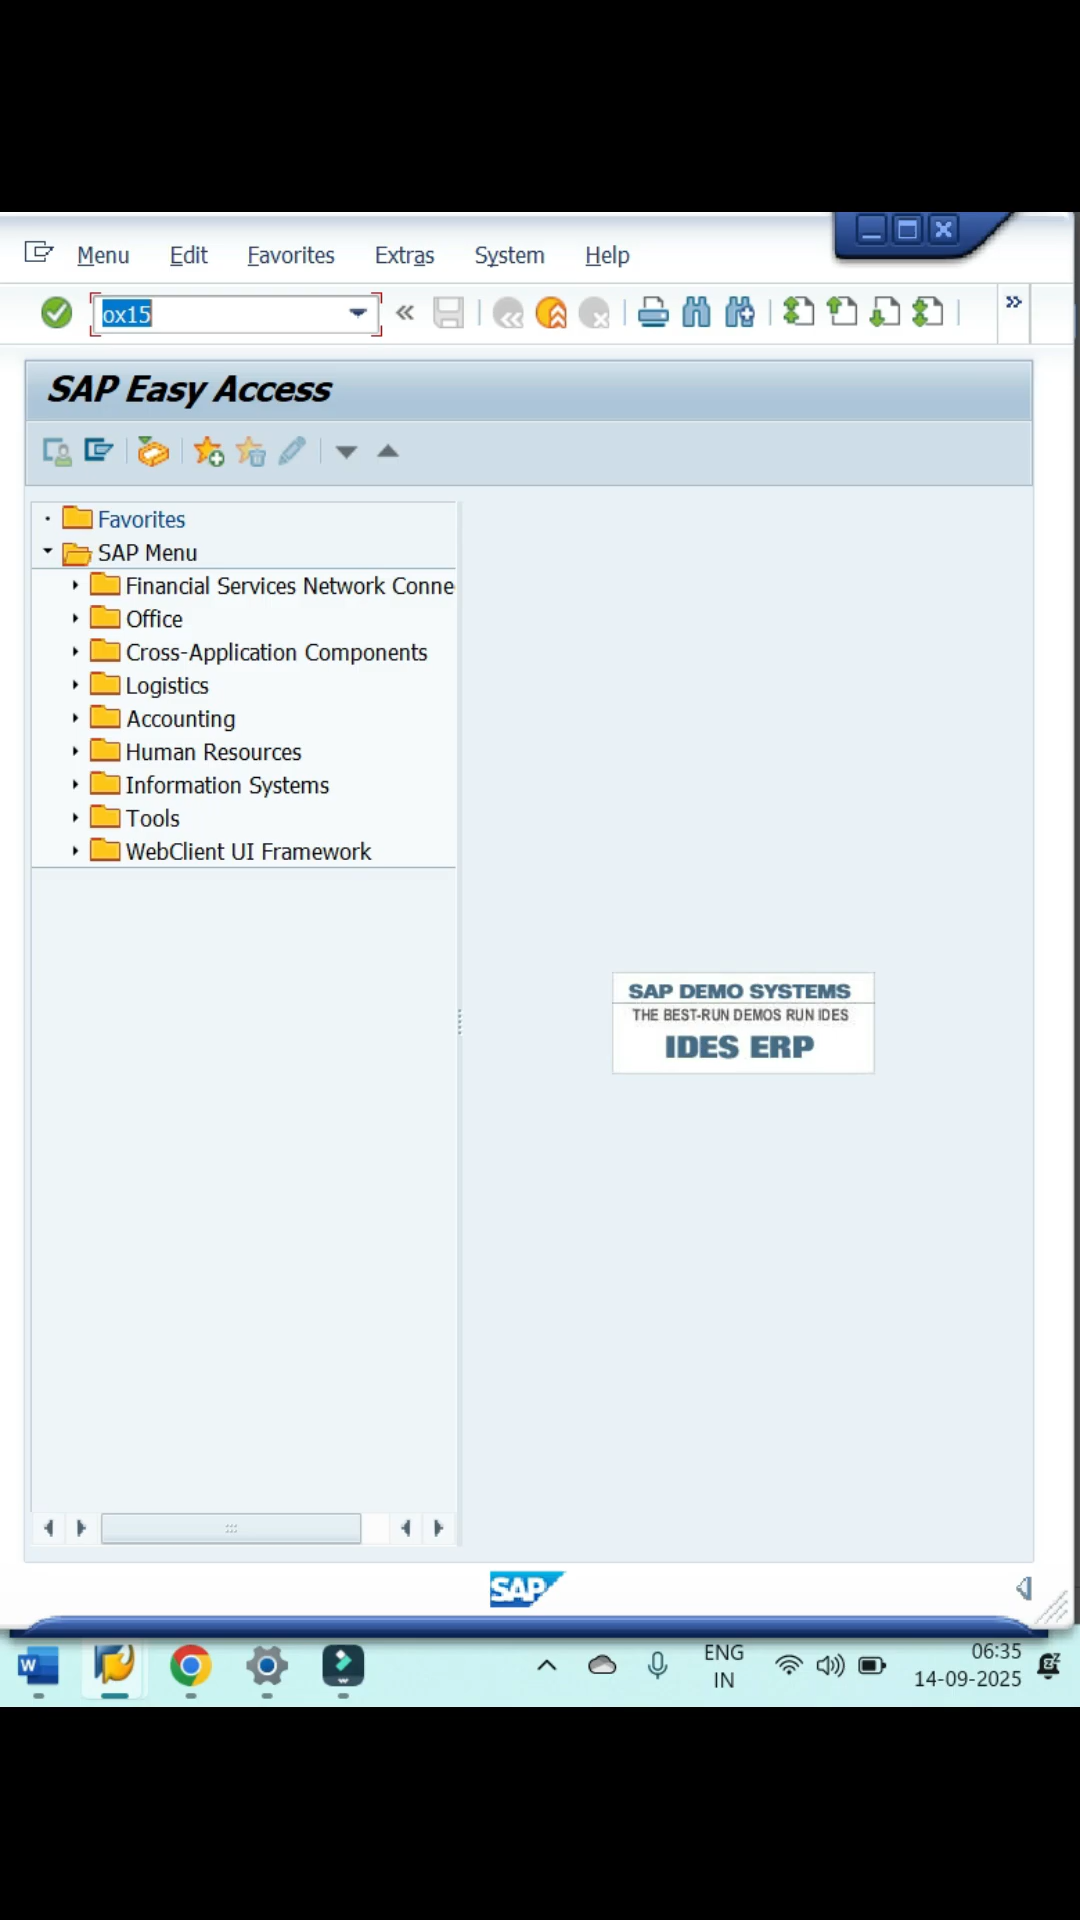 Menu Edit Favorites Extras System Help
ox15
SAP Easy Access
Favorites
SAP Menu
Financial Services Network Conne
Office
Cross-Application Components
Logistics
Accounting
Human Resources
Information Systems
Tools
WebClient UI Framework
SAP DEMO SYSTEMS
THE BEST-RUN DEMOS RUN IDES
IDES ERP
SAP
W
ENG
IN
06:35
14-09-2025